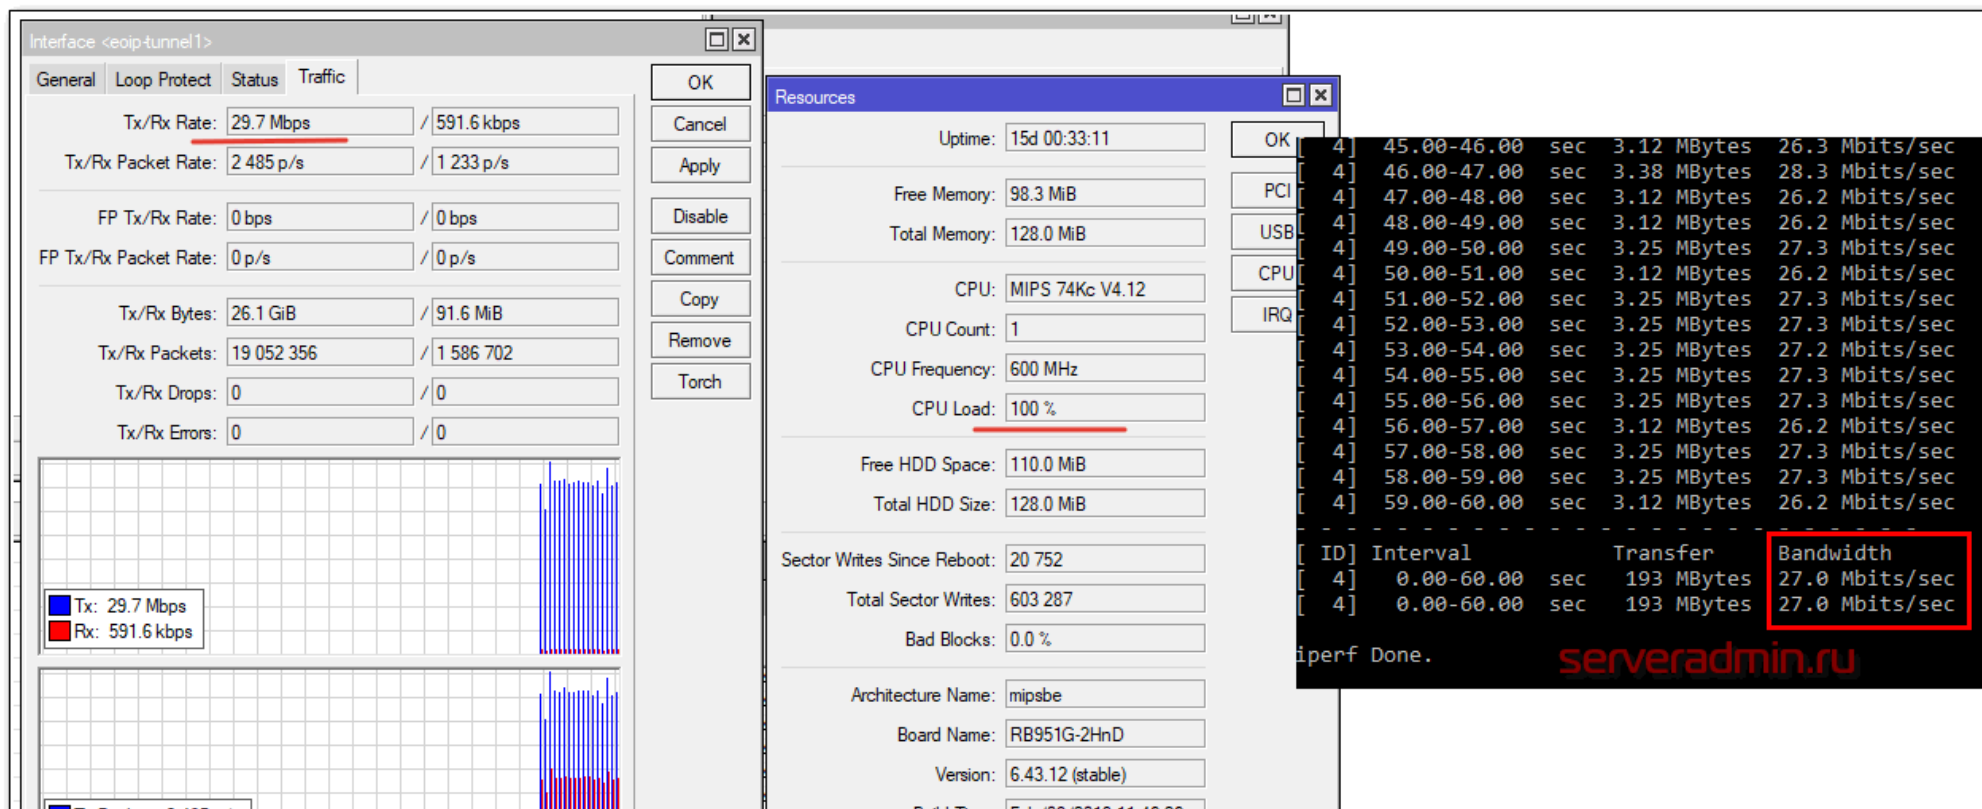 Interface <eoip-tunnel1>
General Loop Protect Status Traffic
Tx/Rx Rate: 29.7 Mbps / 591.6 kbps
Tx/Rx Packet Rate: 2 485 p/s / 1 233 p/s
FP Tx/Rx Rate: 0 bps / 0 bps
FP Tx/Rx Packet Rate: 0 p/s / 0 p/s
Tx/Rx Bytes: 26.1 GiB / 91.6 MiB
Tx/Rx Packets: 19 052 356 / 1 586 702
Tx/Rx Drops: 0 / 0
Tx/Rx Errors: 0 / 0
Tx: 29.7 Mbps
Rx: 591.6 kbps
OK
Cancel
Apply
Disable
Comment
Copy
Remove
Torch
Resources
Uptime: 15d 00:33:11
Free Memory: 98.3 MiB
Total Memory: 128.0 MiB
CPU: MIPS 74Kc V4.12
CPU Count: 1
CPU Frequency: 600 MHz
CPU Load: 100 %
Free HDD Space: 110.0 MiB
Total HDD Size: 128.0 MiB
Sector Writes Since Reboot: 20 752
Total Sector Writes: 603 287
Bad Blocks: 0.0 %
Architecture Name: mipsbe
Board Name: RB951G-2HnD
Version: 6.43.12 (stable)
OK
PCI
USB
CPU
IRQ
[ 4] 45.00-46.00 sec 3.12 MBytes 26.3 Mbits/sec
[ 4] 46.00-47.00 sec 3.38 MBytes 28.3 Mbits/sec
[ 4] 47.00-48.00 sec 3.12 MBytes 26.2 Mbits/sec
[ 4] 48.00-49.00 sec 3.12 MBytes 26.2 Mbits/sec
[ 4] 49.00-50.00 sec 3.25 MBytes 27.3 Mbits/sec
[ 4] 50.00-51.00 sec 3.12 MBytes 26.2 Mbits/sec
[ 4] 51.00-52.00 sec 3.25 MBytes 27.3 Mbits/sec
[ 4] 52.00-53.00 sec 3.25 MBytes 27.3 Mbits/sec
[ 4] 53.00-54.00 sec 3.25 MBytes 27.2 Mbits/sec
[ 4] 54.00-55.00 sec 3.25 MBytes 27.3 Mbits/sec
[ 4] 55.00-56.00 sec 3.25 MBytes 27.3 Mbits/sec
[ 4] 56.00-57.00 sec 3.12 MBytes 26.2 Mbits/sec
[ 4] 57.00-58.00 sec 3.25 MBytes 27.3 Mbits/sec
[ 4] 58.00-59.00 sec 3.25 MBytes 27.3 Mbits/sec
[ 4] 59.00-60.00 sec 3.12 MBytes 26.2 Mbits/sec
- - - - - - - - - - - - - - - - - - - - - - - - -
[ ID] Interval Transfer Bandwidth
[ 4] 0.00-60.00 sec 193 MBytes 27.0 Mbits/sec
[ 4] 0.00-60.00 sec 193 MBytes 27.0 Mbits/sec
iperf Done.
serveradmin.ru